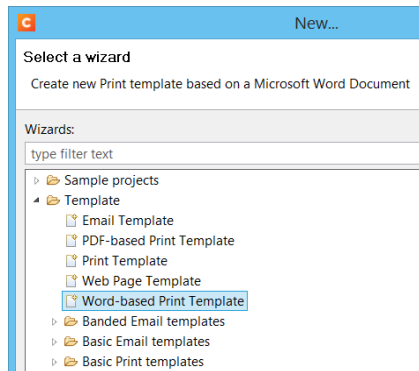 C
New...
Select a wizard
Create new Print template based on a Microsoft Word Document
Wizards:
type filter text
Sample projects
Template
Email Template
PDF-based Print Template
Print Template
Web Page Template
Word-based Print Template
Banded Email templates
Basic Email templates
Basic Print templates